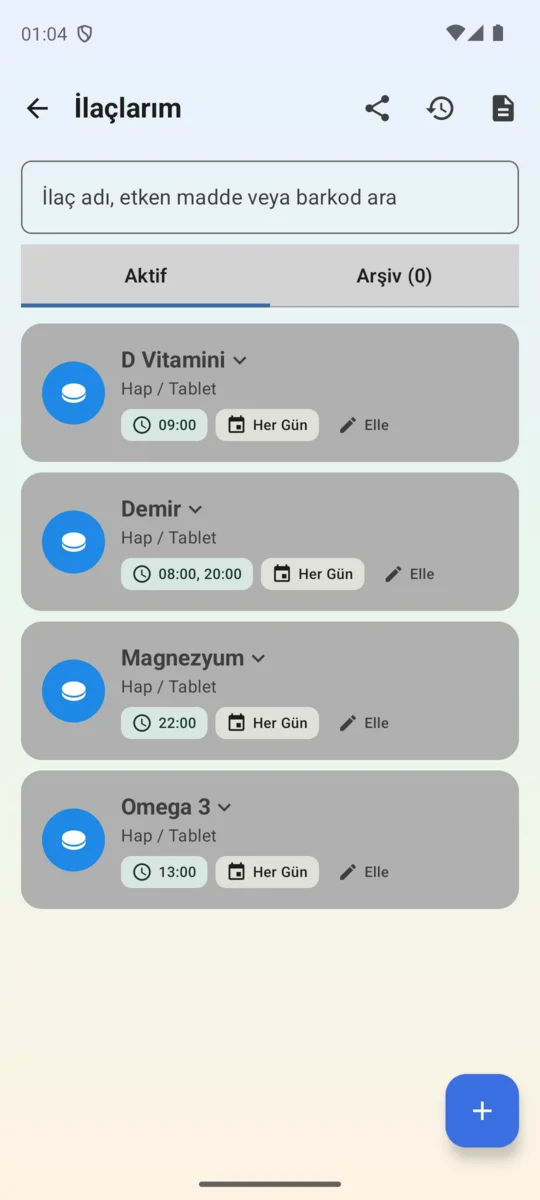 01:04
İlaçlarım
İlaç adı, etken madde veya barkod ara
Aktif
Arşiv (0)
D Vitamini
Hap / Tablet
09:00 Her Gün Elle
Demir
Hap / Tablet
08:00, 20:00 Her Gün Elle
Magnezyum
Hap / Tablet
22:00 Her Gün Elle
Omega 3
Hap / Tablet
13:00 Her Gün Elle